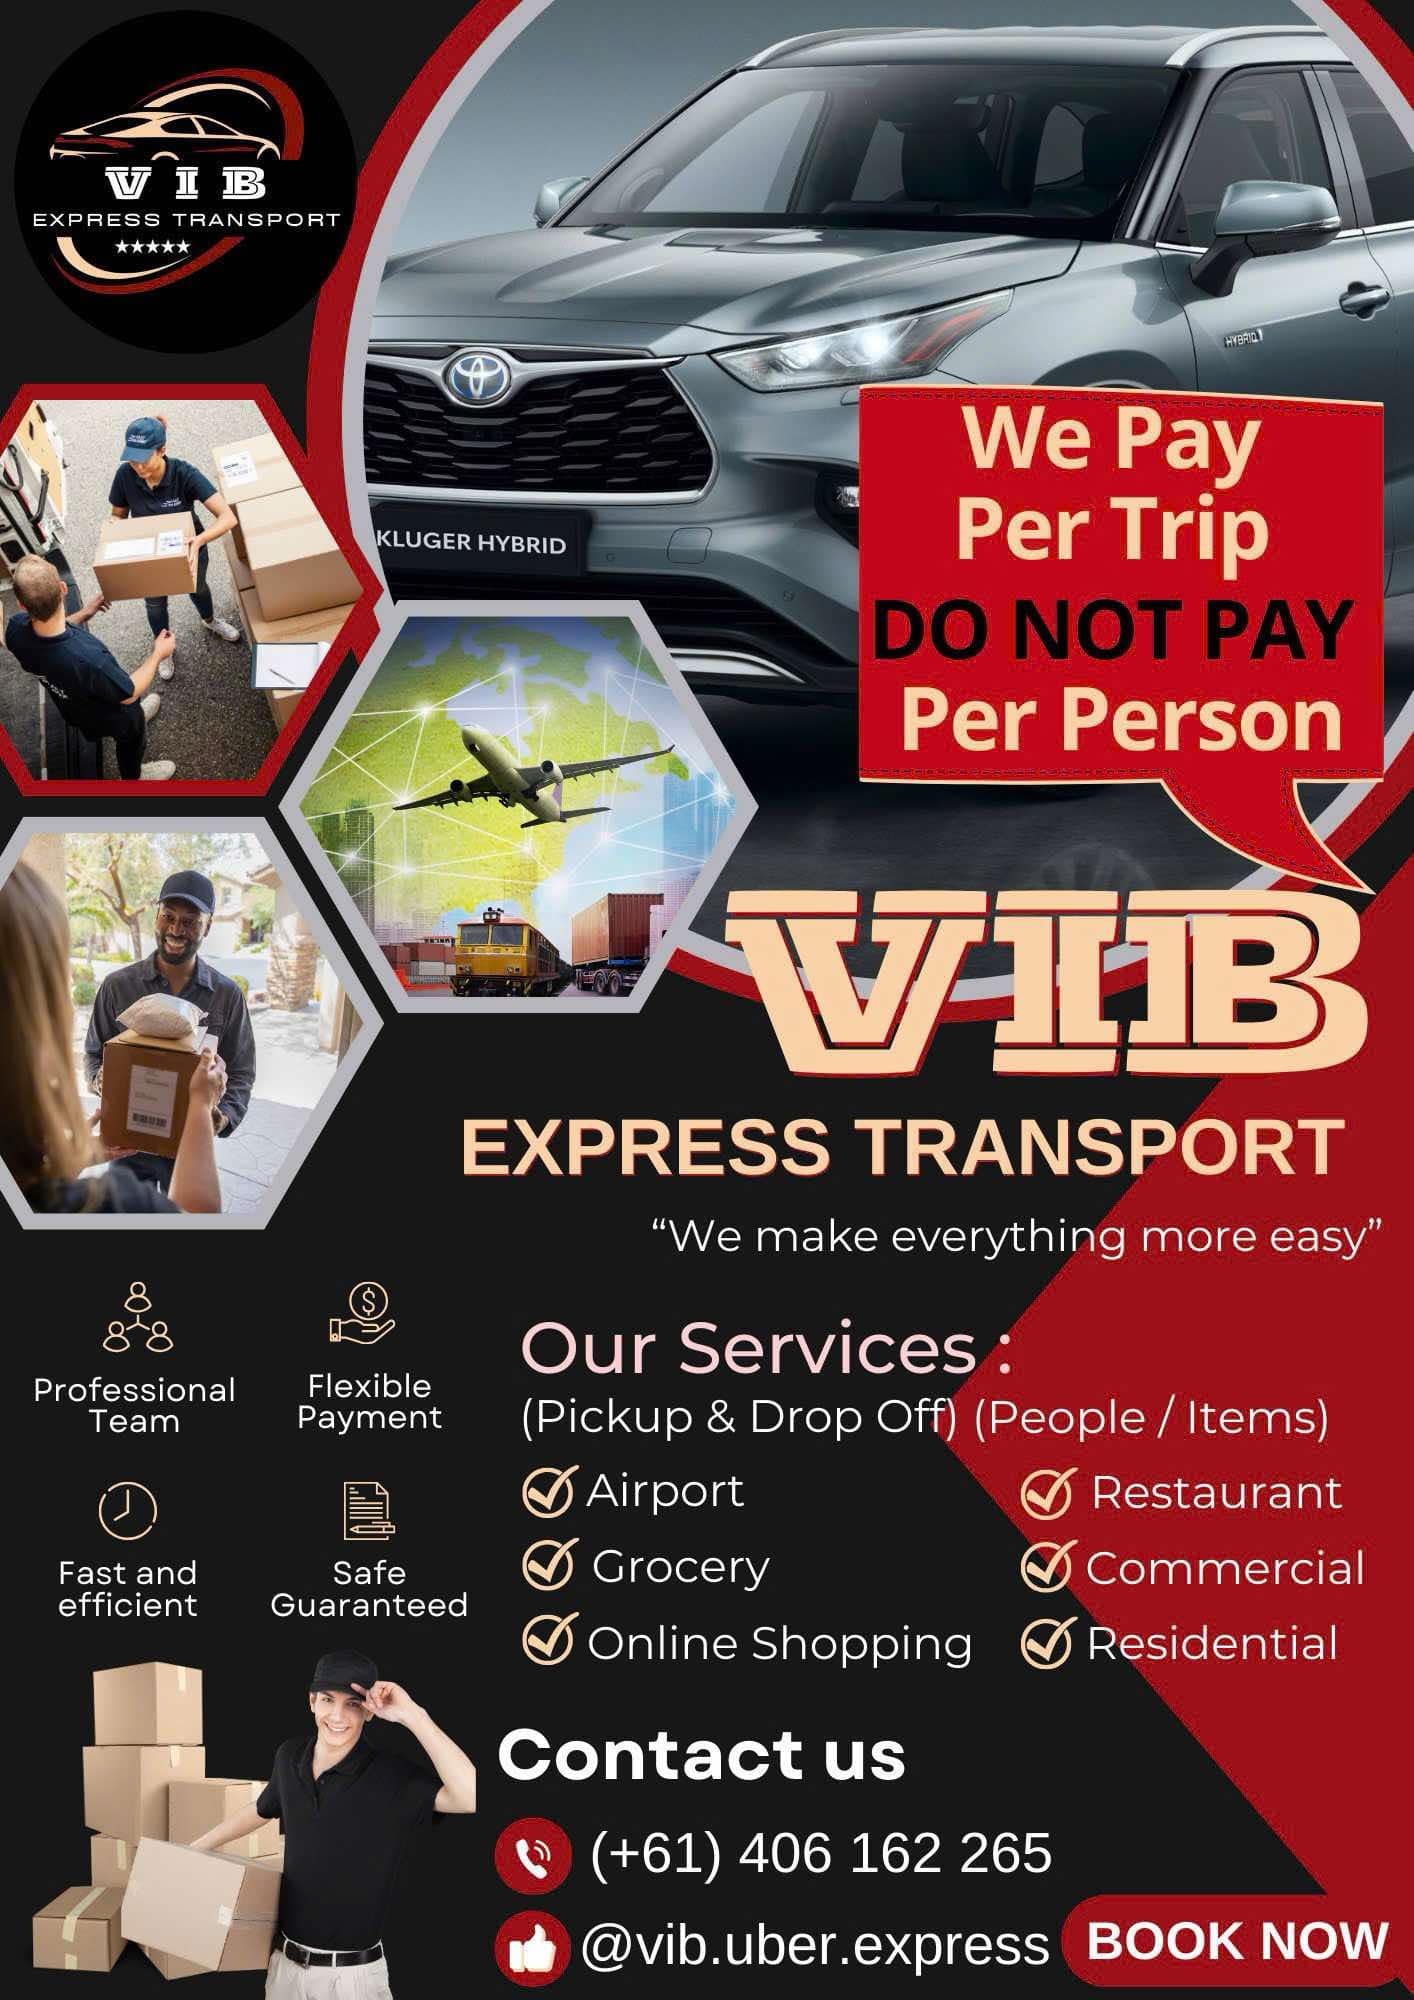 VIB
EXPRESS TRANSPORT
HYBRID
KLUGER HYBRID
We Pay
Per Trip
DO NOT PAY
Per Person
VIB
EXPRESS TRANSPORT
“We make everything more easy”
Professional
Team
Flexible
Payment
Fast and
efficient
Safe
Guaranteed
Our Services :
(Pickup & Drop Off) (People / Items)
Airport
Restaurant
Grocery
Commercial
Online Shopping
Residential
Contact us
(+61) 406 162 265
@vib.uber.express
BOOK NOW